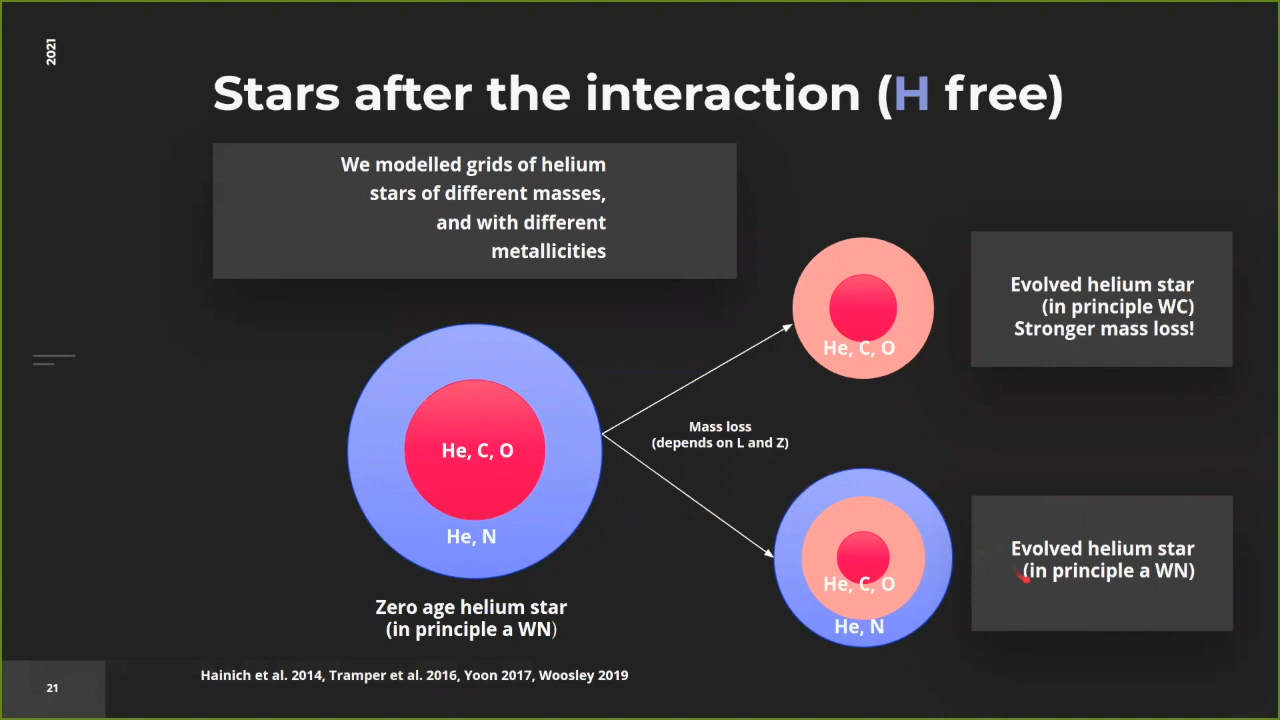 2021
Stars after the interaction (H free)
We modelled grids of helium
stars of different masses,
and with different
metallicities
He, C, O
He, N
Zero age helium star
(in principle a WN)
Mass loss
(depends on L and Z)
He, C, O
Evolved helium star
(in principle WC)
Stronger mass loss!
He, C, O
He, N
Evolved helium star
(in principle a WN)
Hainich et al. 2014, Tramper et al. 2016, Yoon 2017, Woosley 2019
21